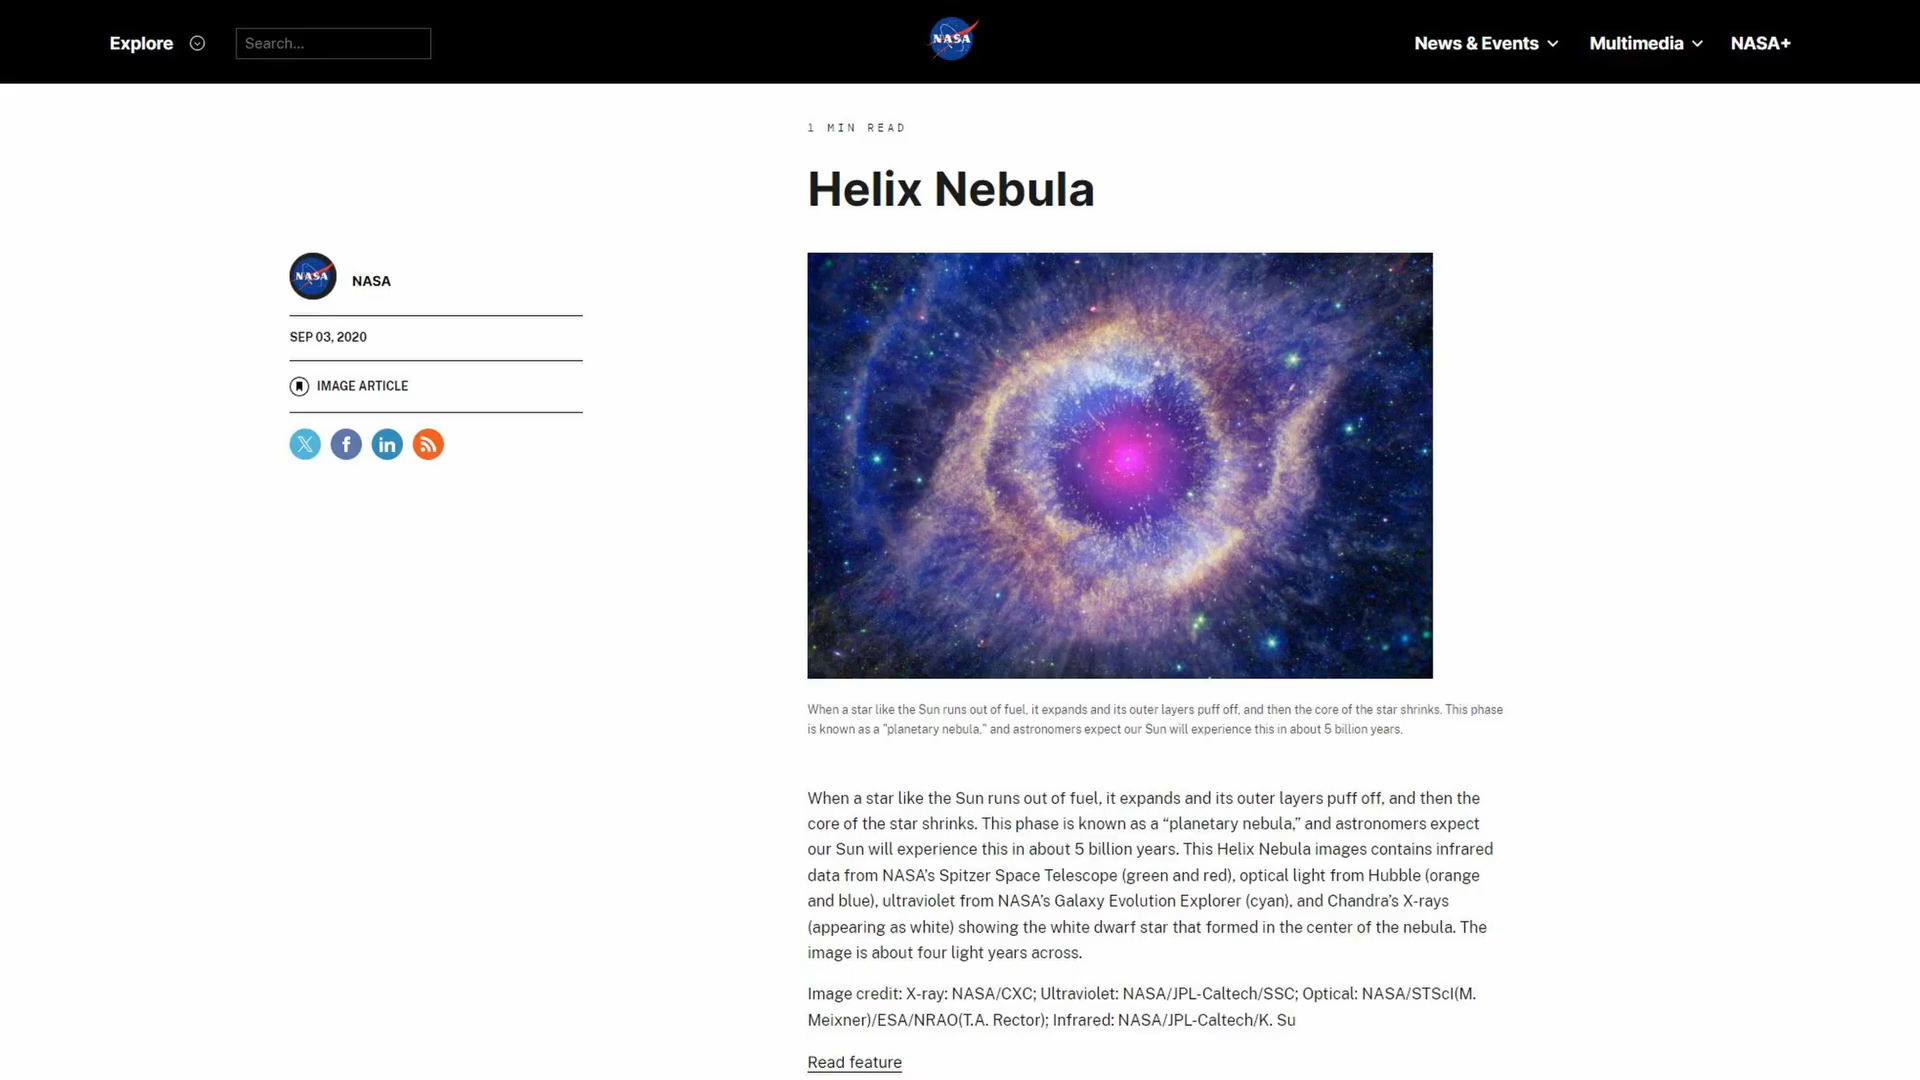 Explore
Search...
NASA
News & Events
Multimedia
NASA+
1 MIN READ
Helix Nebula
NASA
NASA
SEP 03, 2020
IMAGE ARTICLE
X
f
in
When a star like the Sun runs out of fuel, it expands and its outer layers puff off, and then the core of the star shrinks. This phase
is known as a "planetary nebula," and astronomers expect our Sun will experience this in about 5 billion years.
When a star like the Sun runs out of fuel, it expands and its outer layers puff off, and then the
core of the star shrinks. This phase is known as a “planetary nebula,” and astronomers expect
our Sun will experience this in about 5 billion years. This Helix Nebula images contains infrared
data from NASA’s Spitzer Space Telescope (green and red), optical light from Hubble (orange
and blue), ultraviolet from NASA’s Galaxy Evolution Explorer (cyan), and Chandra’s X-rays
(appearing as white) showing the white dwarf star that formed in the center of the nebula. The
image is about four light years across.
Image credit: X-ray: NASA/CXC; Ultraviolet: NASA/JPL-Caltech/SSC; Optical: NASA/STScI(M.
Meixner)/ESA/NRAO(T.A. Rector); Infrared: NASA/JPL-Caltech/K. Su
Read feature